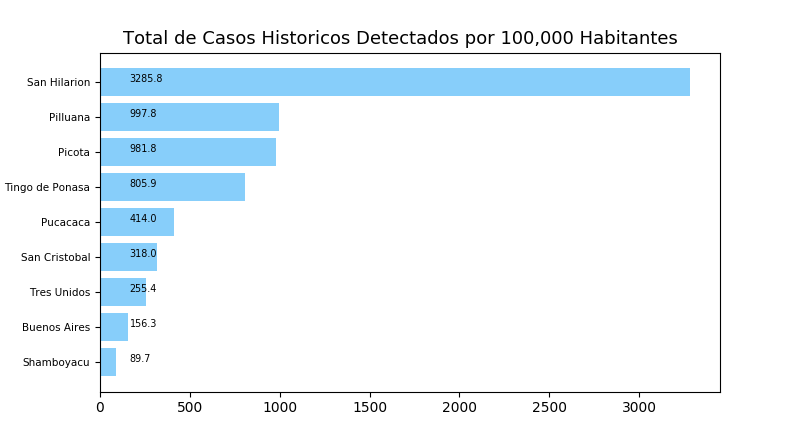 Total de Casos Historicos Detectados por 100,000 Habitantes
San Hilarion 3285.8
Pilluana 997.8
Picota 981.8
Tingo de Ponasa 805.9
Pucacaca 414.0
San Cristobal 318.0
Tres Unidos 255.4
Buenos Aires 156.3
Shamboyacu 89.7
0 500 1000 1500 2000 2500 3000